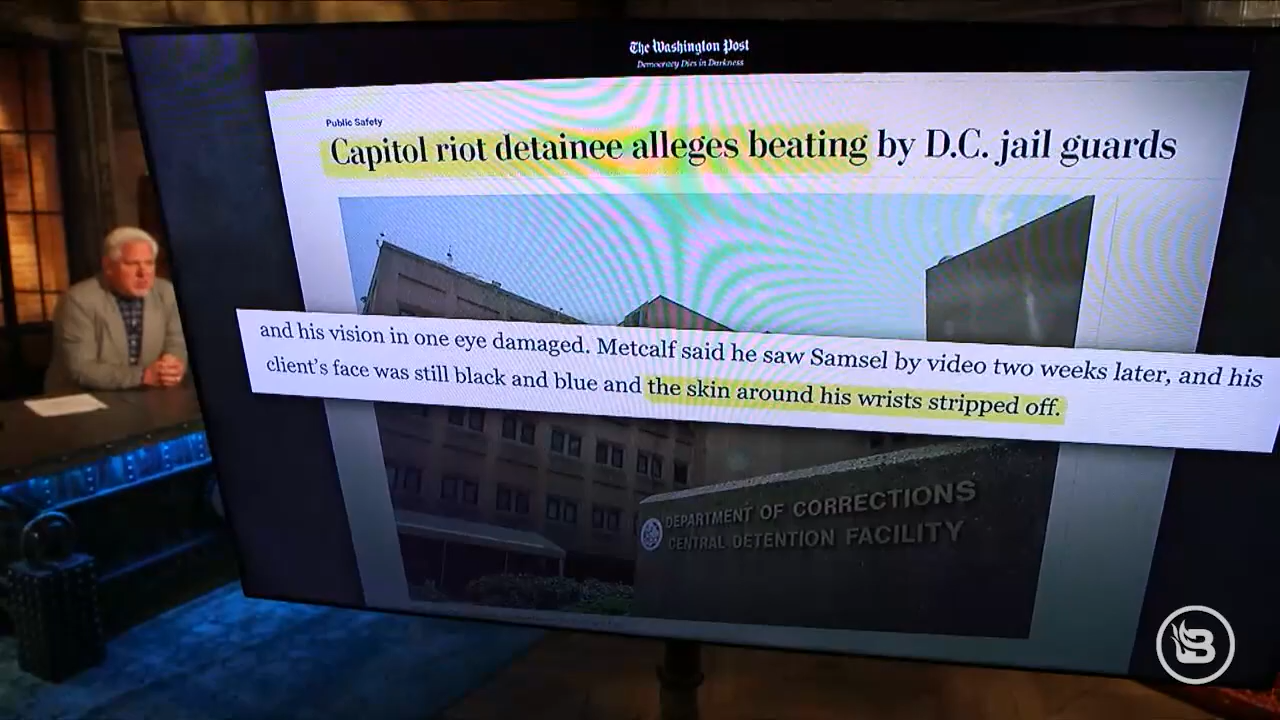 The Washington Post
Democracy Dies in Darkness
Public Safety
Capitol riot detainee alleges beating by D.C. jail guards
and his vision in one eye damaged. Metcalf said he saw Samsel by video two weeks later, and his
client's face was still black and blue and the skin around his wrists stripped off.
DEPARTMENT OF CORRECTIONS
CENTRAL DETENTION FACILITY
B